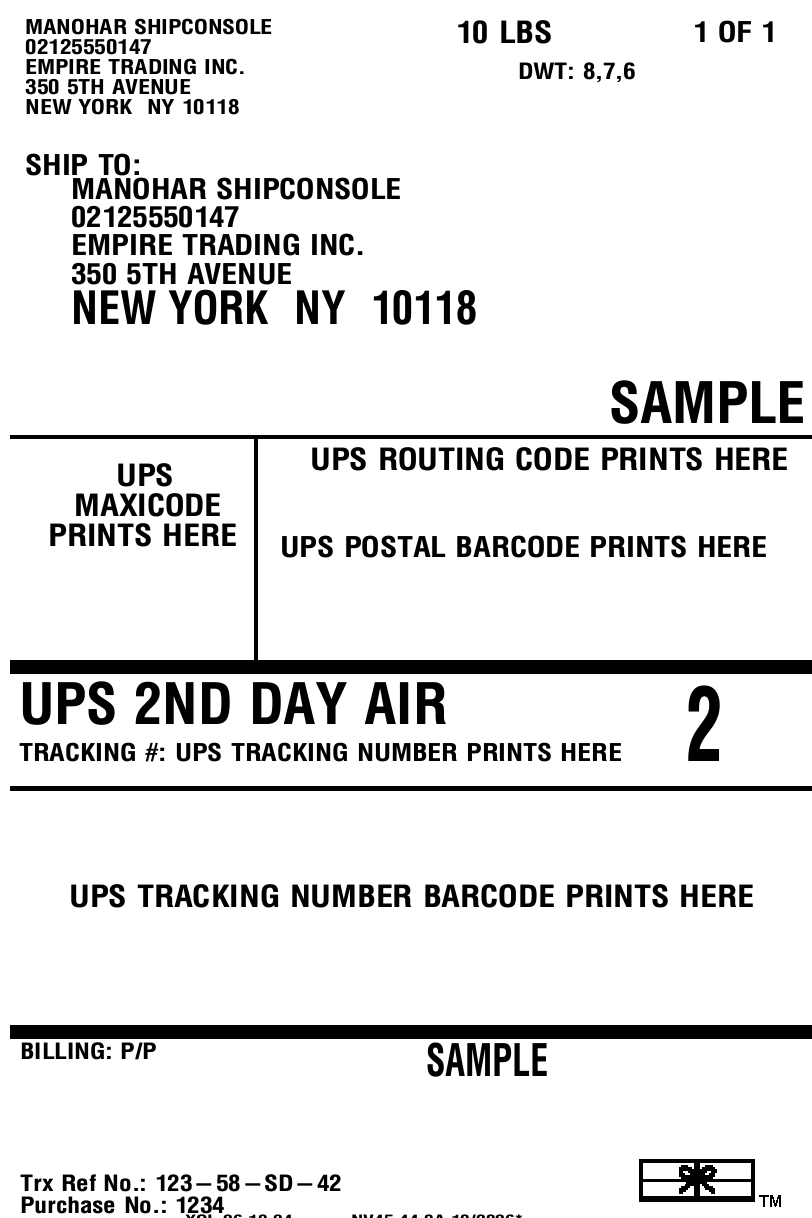 MANOHAR SHIPCONSOLE
02125550147
EMPIRE TRADING INC.
350 5TH AVENUE
NEW YORK NY 10118
10 LBS
1 OF 1
DWT: 8,7,6
SHIP TO:
MANOHAR SHIPCONSOLE
02125550147
EMPIRE TRADING INC.
350 5TH AVENUE
NEW YORK NY 10118
SAMPLE
UPS
MAXICODE
PRINTS HERE
UPS ROUTING CODE PRINTS HERE
UPS POSTAL BARCODE PRINTS HERE
UPS 2ND DAY AIR
2
TRACKING #: UPS TRACKING NUMBER PRINTS HERE
UPS TRACKING NUMBER BARCODE PRINTS HERE
BILLING: P/P
SAMPLE
Trx Ref No.: 123-58-SD-42
Purchase No.: 1234
TM